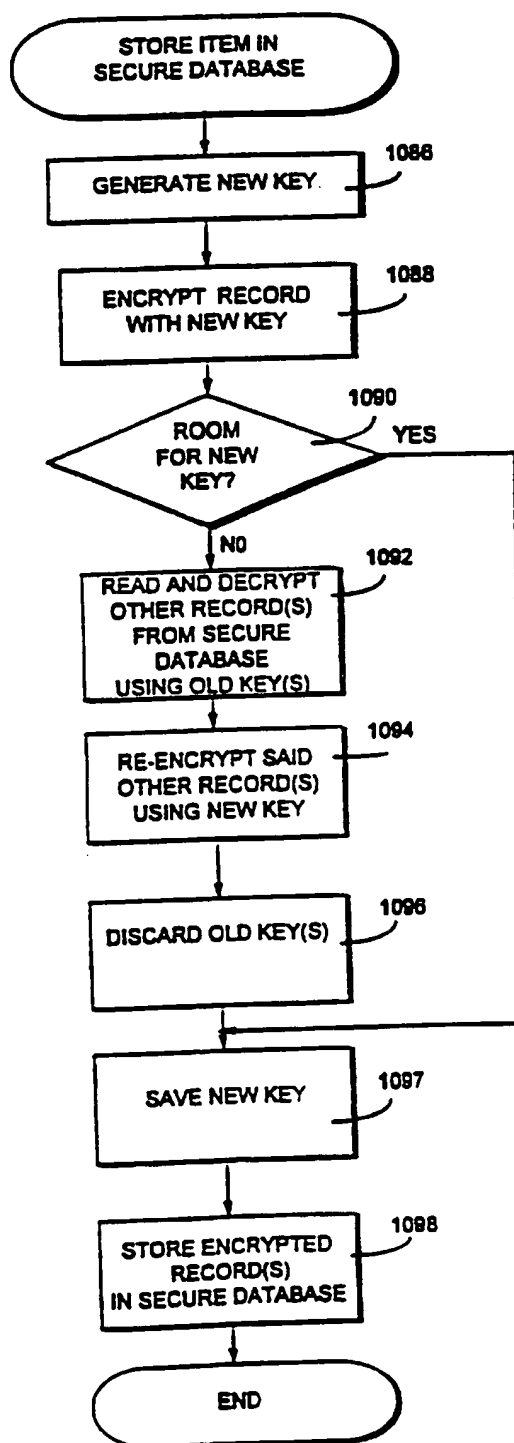 STORE ITEM IN
SECURE DATABASE
1086
GENERATE NEW KEY
1088
ENCRYPT RECORD
WITH NEW KEY
1090
ROOM
FOR NEW
KEY?
YES
NO
1092
READ AND DECRYPT
OTHER RECORD(S)
FROM SECURE
DATABASE
USING OLD KEY(S)
1094
RE-ENCRYPT SAID
OTHER RECORD(S)
USING NEW KEY
1096
DISCARD OLD KEY(S)
1097
SAVE NEW KEY
1098
STORE ENCRYPTED
RECORD(S)
IN SECURE DATABASE
END